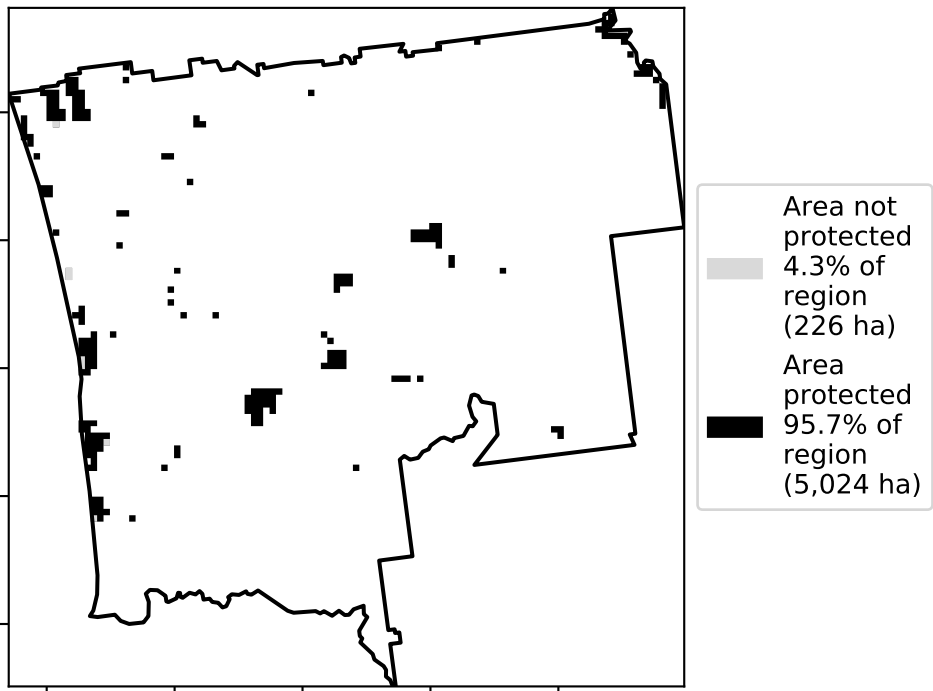 Area not
protected
4.3% of
region
(226 ha)
Area
protected
95.7% of
region
(5,024 ha)